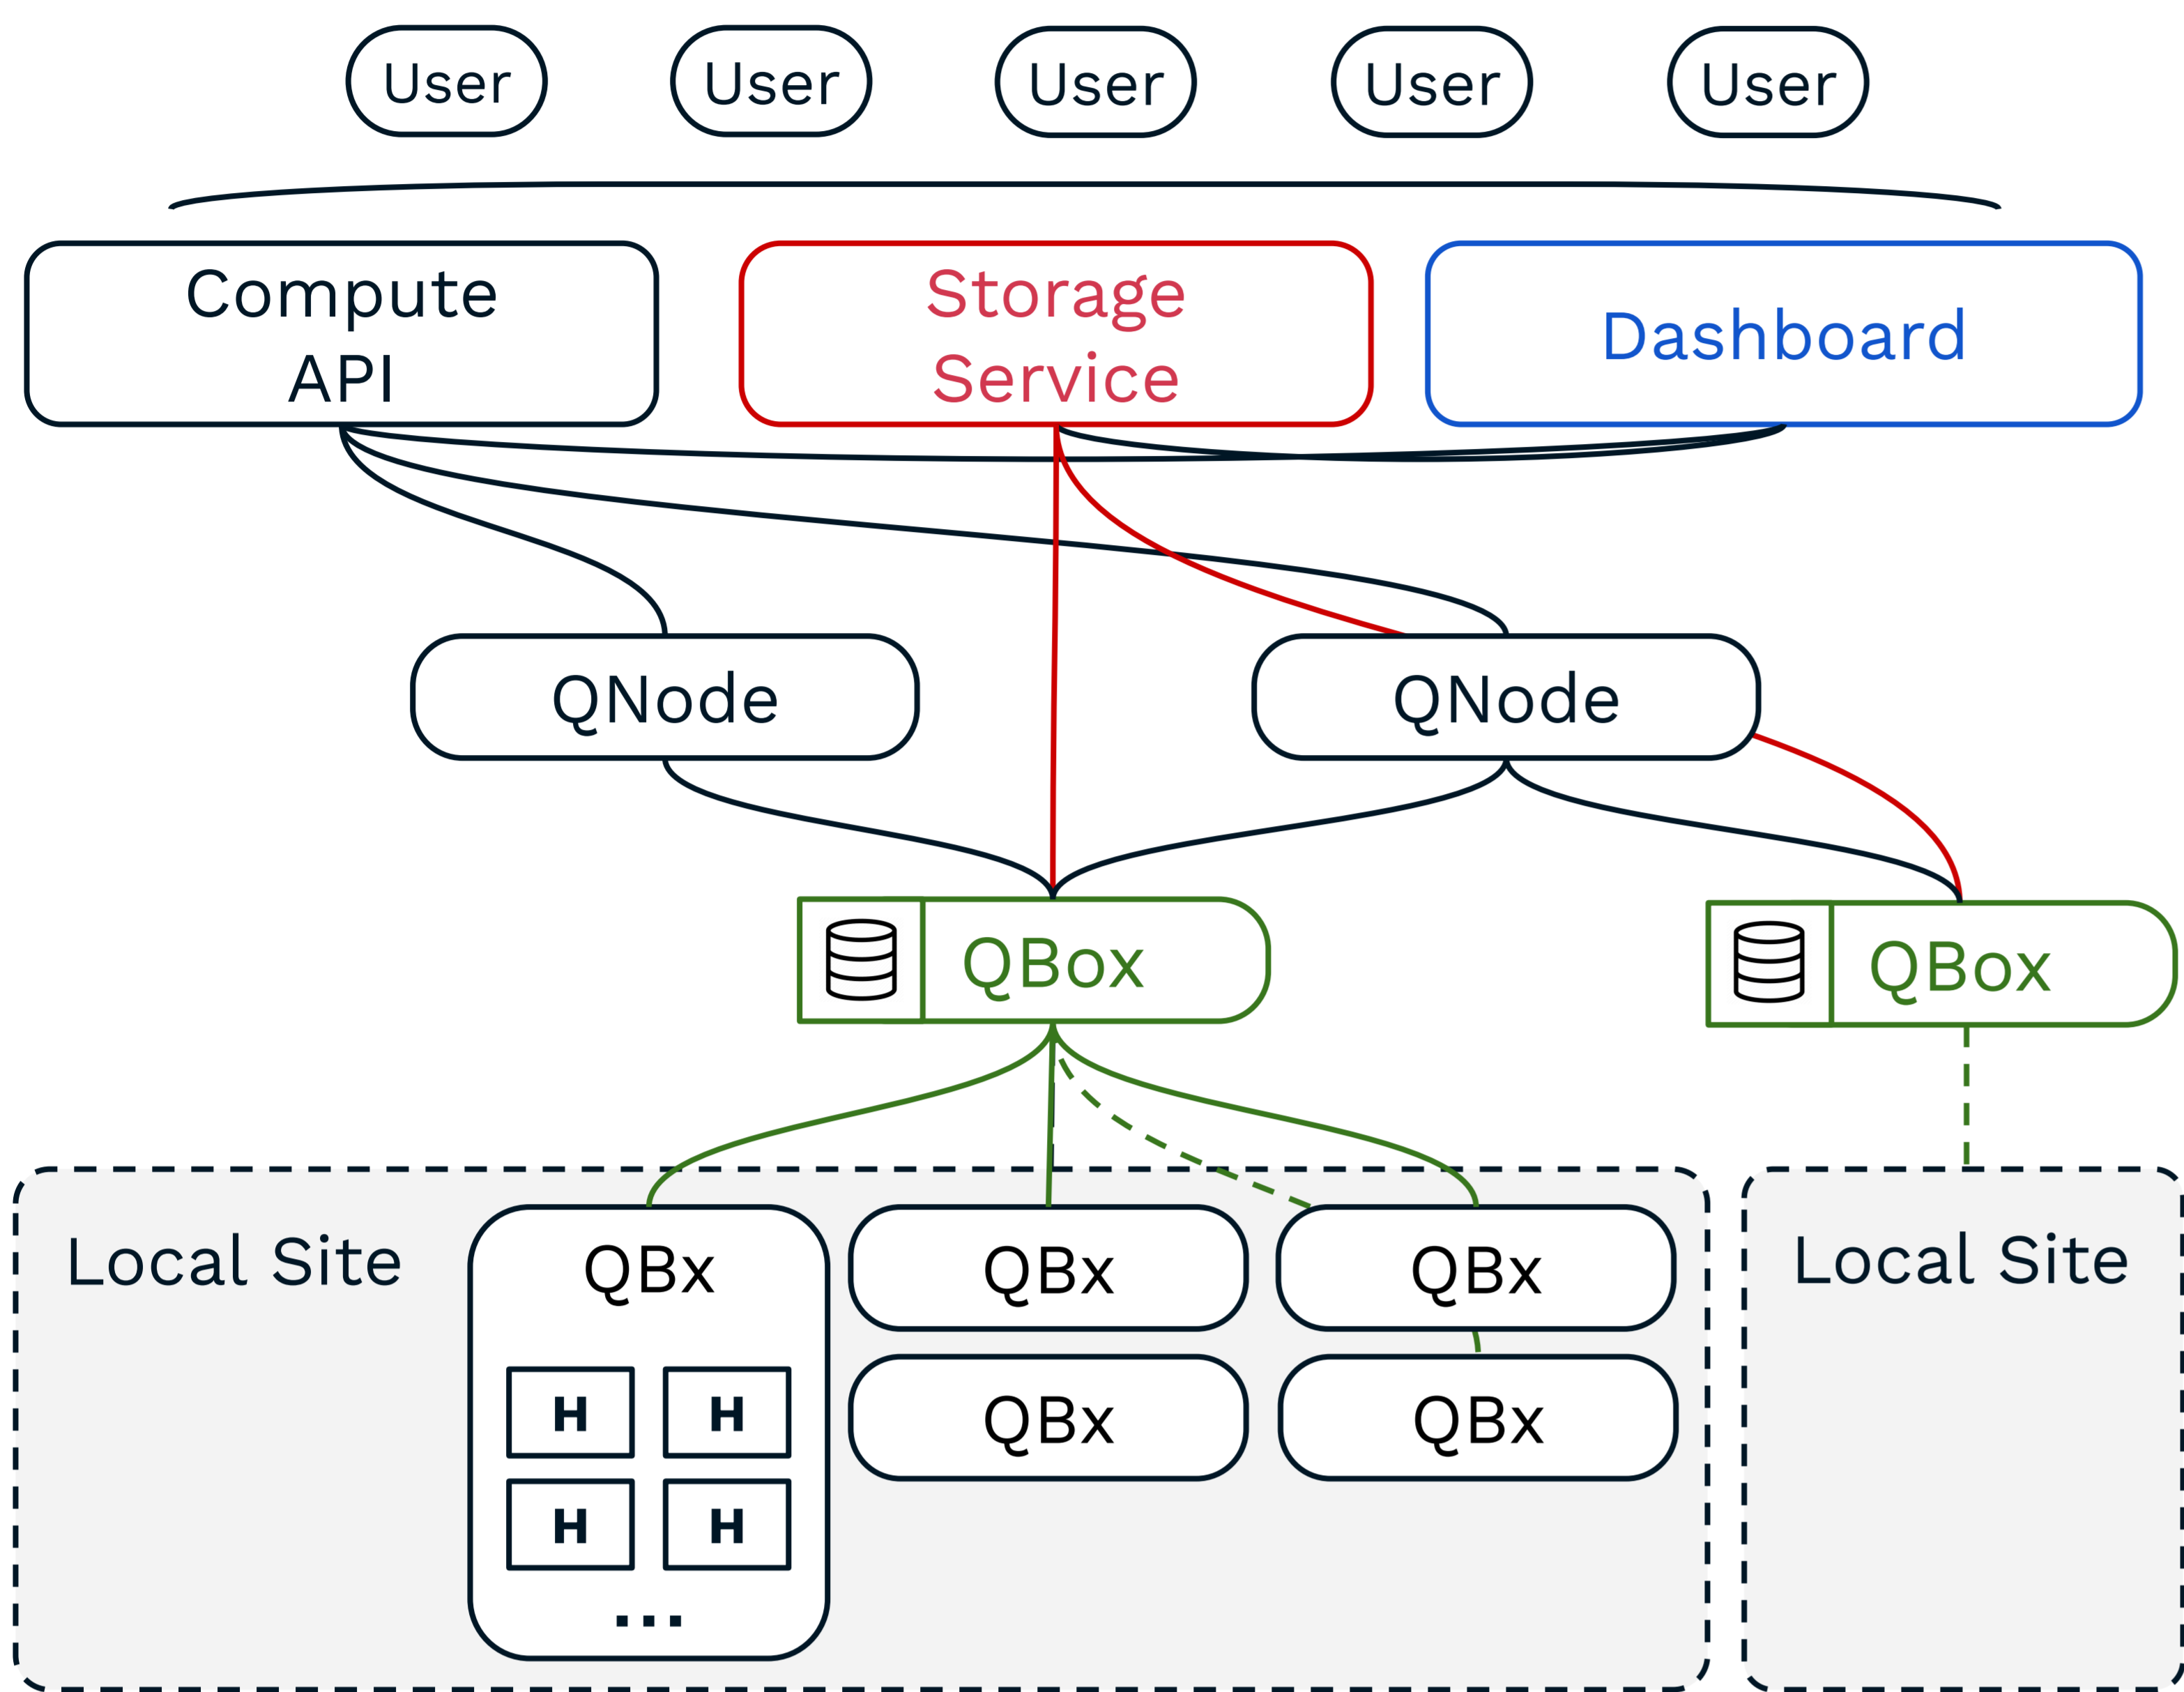 User
User
User
User
User
Compute
API
Storage
Service
Dashboard
QNode
QNode
QBox
QBox
Local Site
QBx
QBx
QBx
Local Site
H
H
QBx
QBx
H
H
...